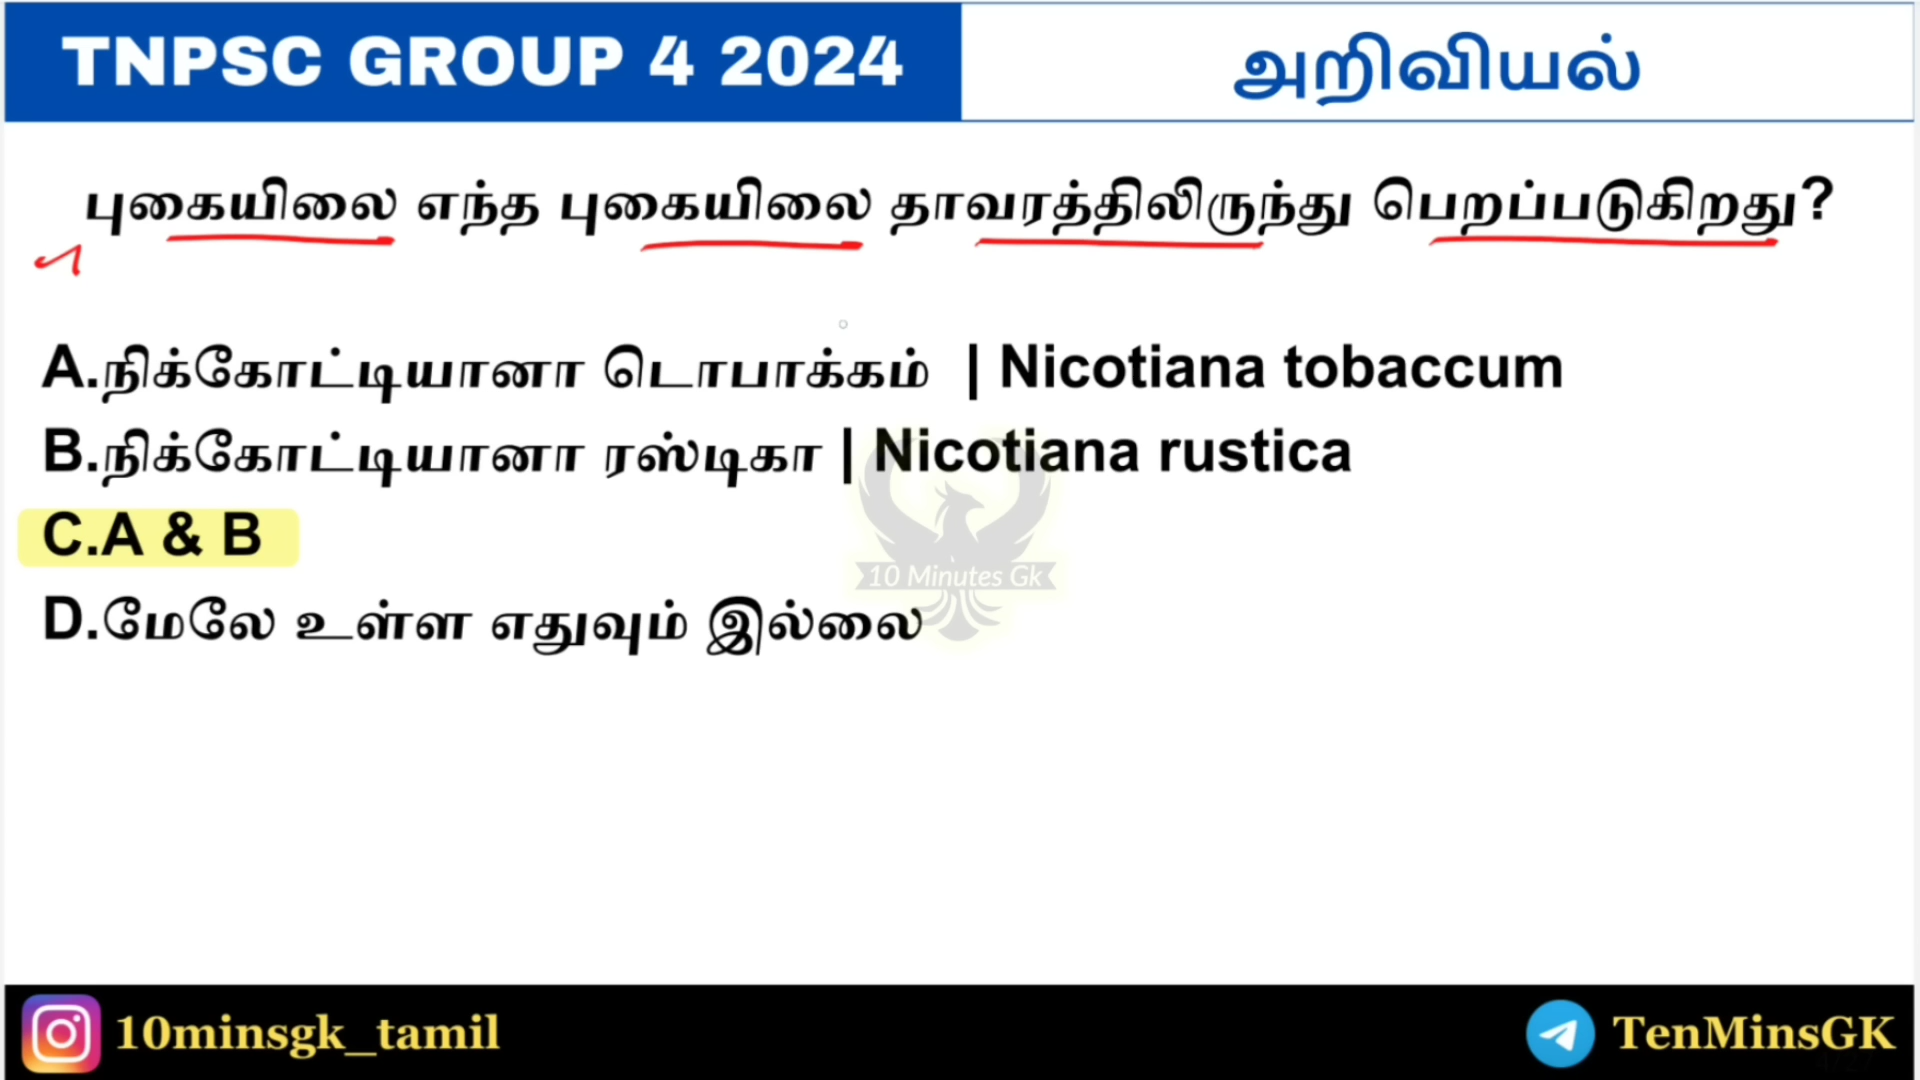 TNPSC GROUP 4 2024
அறிவியல்
புகையிலை எந்த புகையிலை தாவரத்திலிருந்து பெறப்படுகிறது?
A.நிக்கோட்டியானா டொபாக்கம் | Nicotiana tobaccum
B.நிக்கோட்டியானா ரஸ்டிகா | Nicotiana rustica
C.A & B
D.மேலே உள்ள எதுவும் இல்லை
10 Minutes Gk
10minsgk_tamil
TenMinsGK